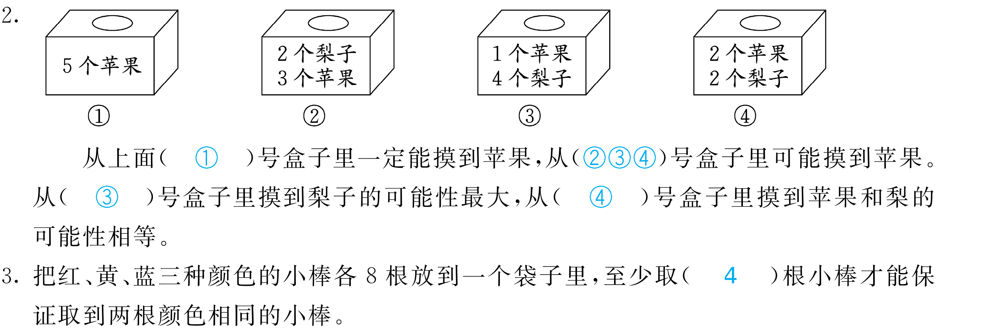 2.
5 个苹果
2 个梨子
3 个苹果
1 个苹果
4 个梨子
2 个苹果
2 个梨子
①
②
③
④
从上面( ① )号盒子里一定能摸到苹果,从(②③④)号盒子里可能摸到苹果。
从( ③ )号盒子里摸到梨子的可能性最大,从( ④ )号盒子里摸到苹果和梨的
可能性相等。
3. 把红、黄、蓝三种颜色的小棒各 8 根放到一个袋子里,至少取( 4 )根小棒才能保
证取到两根颜色相同的小棒。